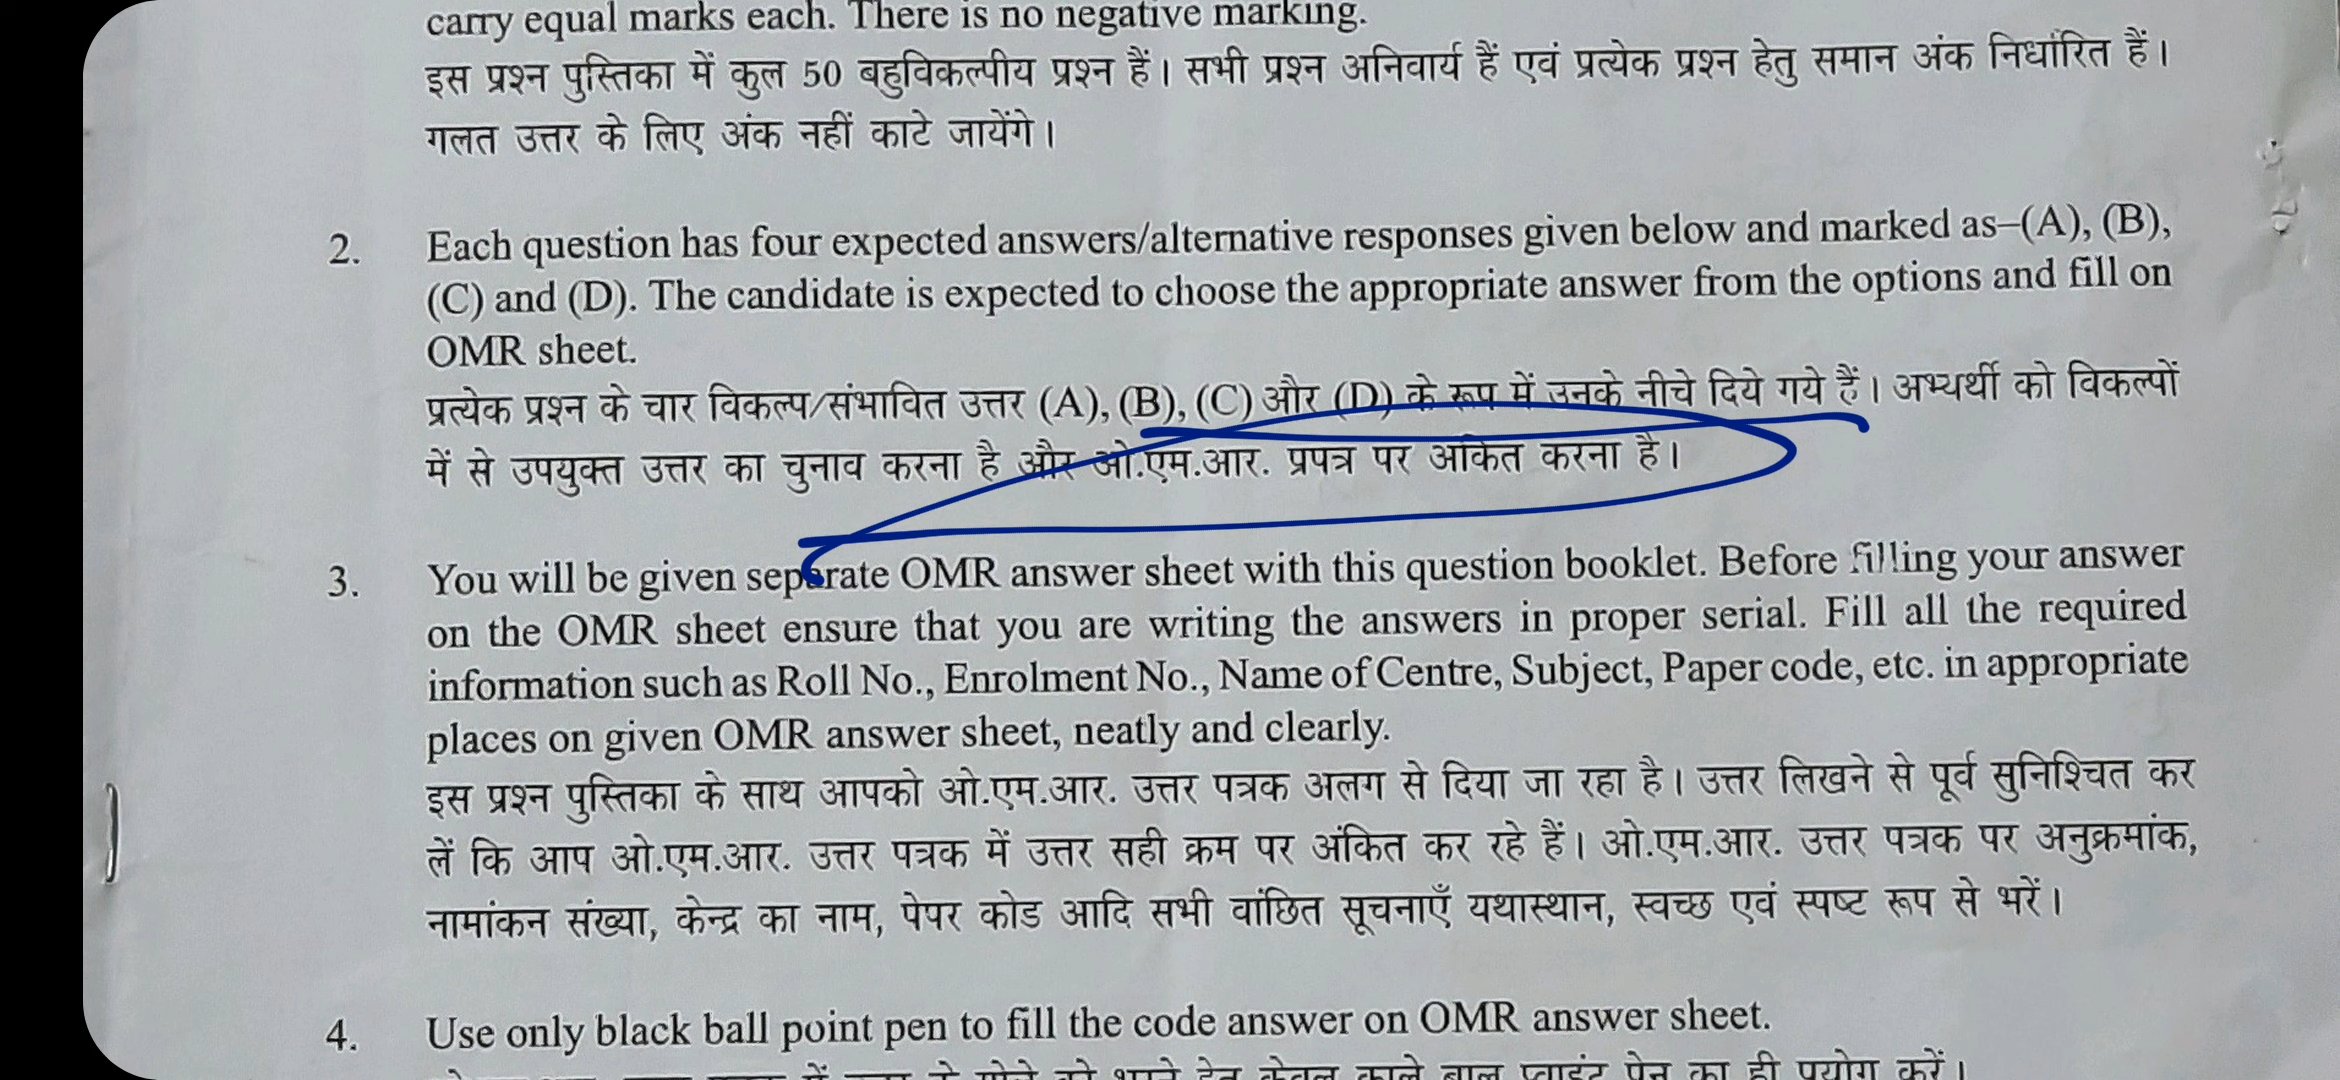 carry equal marks each. There is no negative marking.
इस प्रश्न पुस्तिका में कुल 50 बहुविकल्पीय प्रश्न हैं। सभी प्रश्न अनिवार्य हैं एवं प्रत्येक प्रश्न हेतु समान अंक निर्धारित हैं।
गलत उत्तर के लिए अंक नहीं काटे जायेंगे।
2. Each question has four expected answers/alternative responses given below and marked as–(A), (B),
(C) and (D). The candidate is expected to choose the appropriate answer from the options and fill on
OMR sheet.
प्रत्येक प्रश्न के चार विकल्प/संभावित उत्तर (A), (B), (C) और (D) के रूप में उनके नीचे दिये गये हैं। अभ्यर्थी को विकल्पों
में से उपयुक्त उत्तर का चुनाव करना है और ओ.एम.आर. प्रपत्र पर अंकित करना है।
3. You will be given separate OMR answer sheet with this question booklet. Before filling your answer
on the OMR sheet ensure that you are writing the answers in proper serial. Fill all the required
information such as Roll No., Enrolment No., Name of Centre, Subject, Paper code, etc. in appropriate
places on given OMR answer sheet, neatly and clearly.
इस प्रश्न पुस्तिका के साथ आपको ओ.एम.आर. उत्तर पत्रक अलग से दिया जा रहा है। उत्तर लिखने से पूर्व सुनिश्चित कर
लें कि आप ओ.एम.आर. उत्तर पत्रक में उत्तर सही क्रम पर अंकित कर रहे हैं। ओ.एम.आर. उत्तर पत्रक पर अनुक्रमांक,
नामांकन संख्या, केन्द्र का नाम, पेपर कोड आदि सभी वांछित सूचनाएँ यथास्थान, स्वच्छ एवं स्पष्ट रूप से भरें।
4. Use only black ball point pen to fill the code answer on OMR answer sheet.
केवल काले बाल प्वाइंट पेन का ही प्रयोग करें।